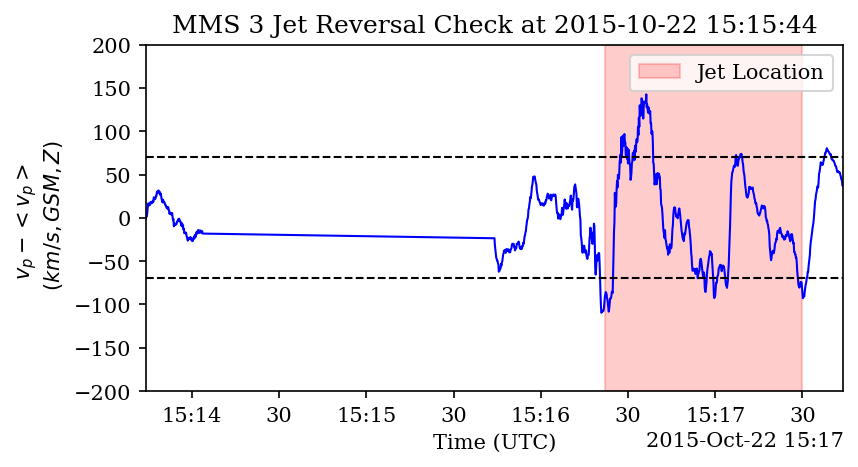 MMS 3 Jet Reversal Check at 2015-10-22 15:15:44
Jet Location
v_p - < v_p >
(km/s, GSM, Z)
200
150
100
50
0
−50
−100
−150
−200
15:14 30 15:15 30 15:16 30 15:17 30
Time (UTC)
2015-Oct-22 15:17